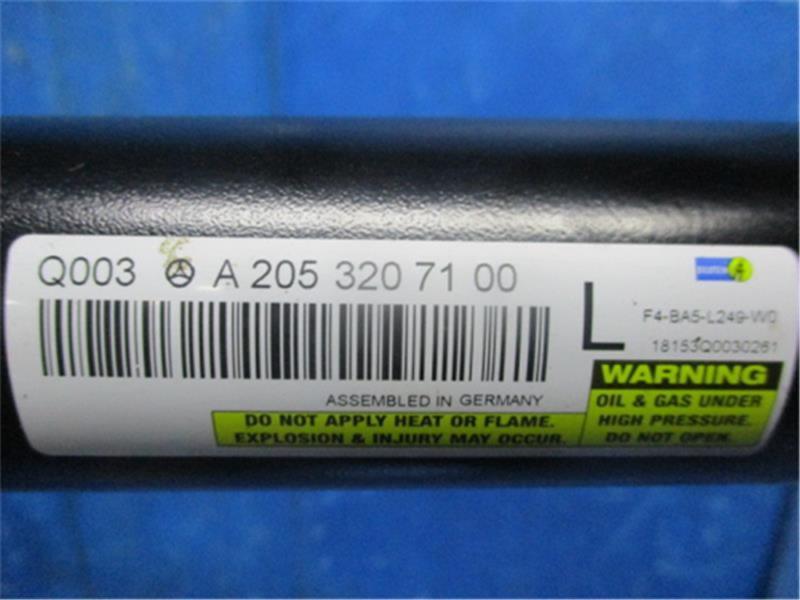 Q003 A 205 320 71 00
L
F4-BA5-L249-W0
18153Q0030261
ASSEMBLED IN GERMANY
DO NOT APPLY HEAT OR FLAME.
EXPLOSION & INJURY MAY OCCUR.
WARNING
OIL & GAS UNDER
HIGH PRESSURE.
DO NOT OPEN.